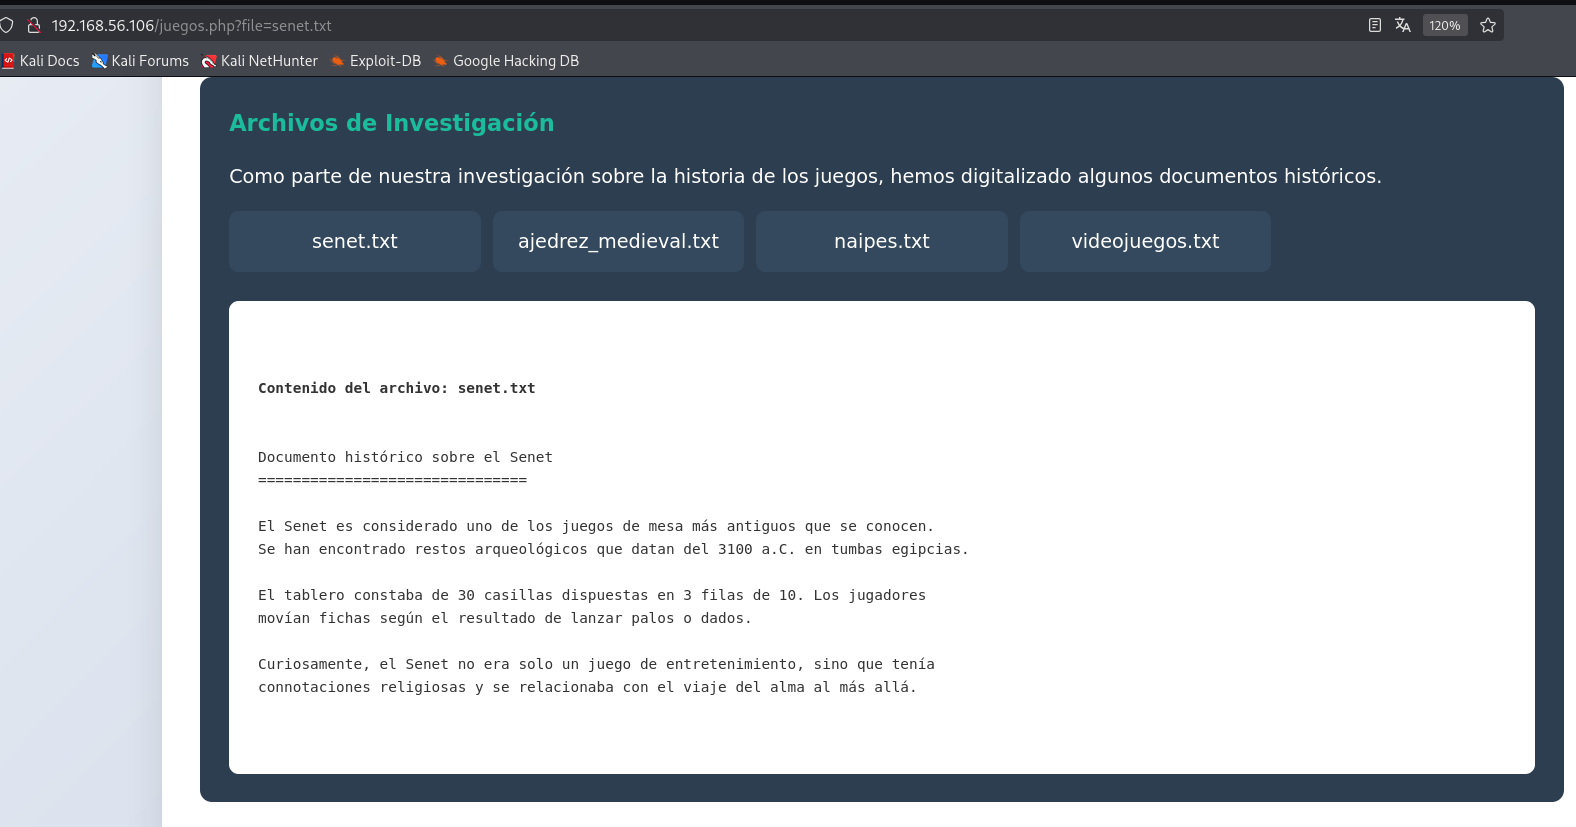 192.168.56.106/juegos.php?file=senet.txt
120%
Kali Docs Kali Forums Kali NetHunter Exploit-DB Google Hacking DB
Archivos de Investigación
Como parte de nuestra investigación sobre la historia de los juegos, hemos digitalizado algunos documentos históricos.
senet.txt ajedrez_medieval.txt naipes.txt videojuegos.txt
Contenido del archivo: senet.txt
Documento histórico sobre el Senet
===============================
El Senet es considerado uno de los juegos de mesa más antiguos que se conocen.
Se han encontrado restos arqueológicos que datan del 3100 a.C. en tumbas egipcias.
El tablero constaba de 30 casillas dispuestas en 3 filas de 10. Los jugadores
movían fichas según el resultado de lanzar palos o dados.
Curiosamente, el Senet no era solo un juego de entretenimiento, sino que tenía
connotaciones religiosas y se relacionaba con el viaje del alma al más allá.